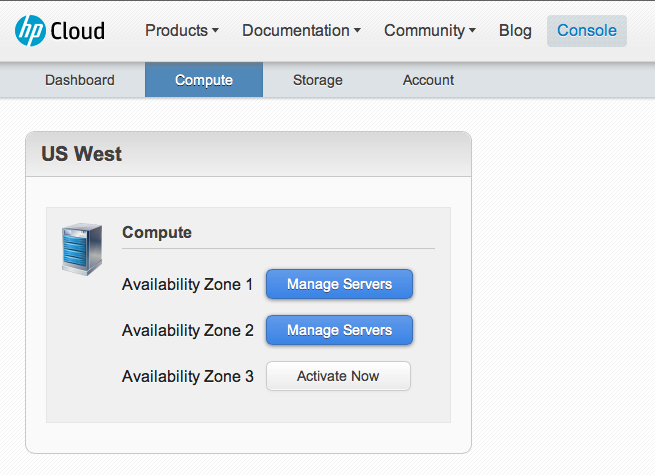 hp Cloud Products Documentation Community Blog Console
Dashboard Compute Storage Account
US West
Compute
Availability Zone 1 Manage Servers
Availability Zone 2 Manage Servers
Availability Zone 3 Activate Now